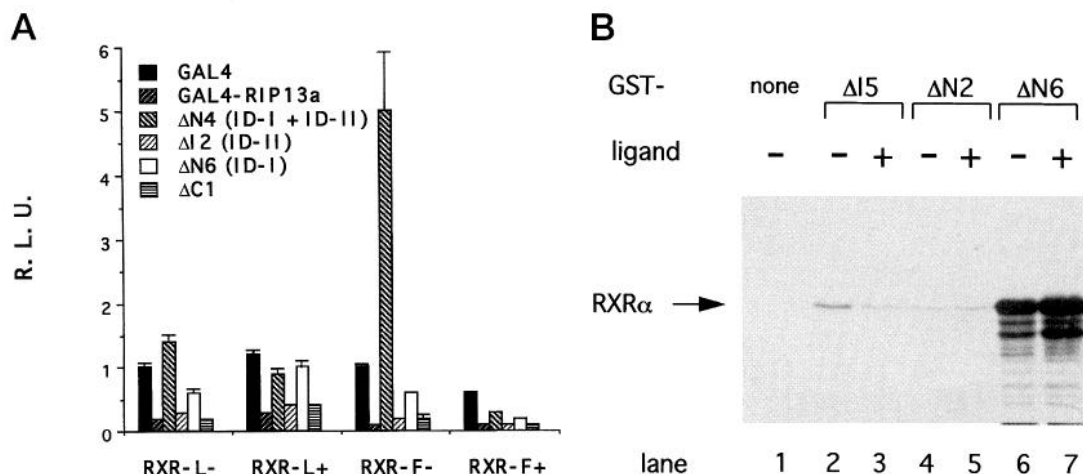 A
R. L. U.
6
5
4
3
2
1
0
GAL4
GAL4-RIP13a
ΔN4 (ID-I + ID-II)
ΔI2 (ID-II)
ΔN6 (ID-I)
ΔC1
RXR-L- RXR-L+ RXR-F- RXR-F+
B
GST- none ΔI5 ΔN2 ΔN6
ligand - - + - + - +
RXRα
lane 1 2 3 4 5 6 7